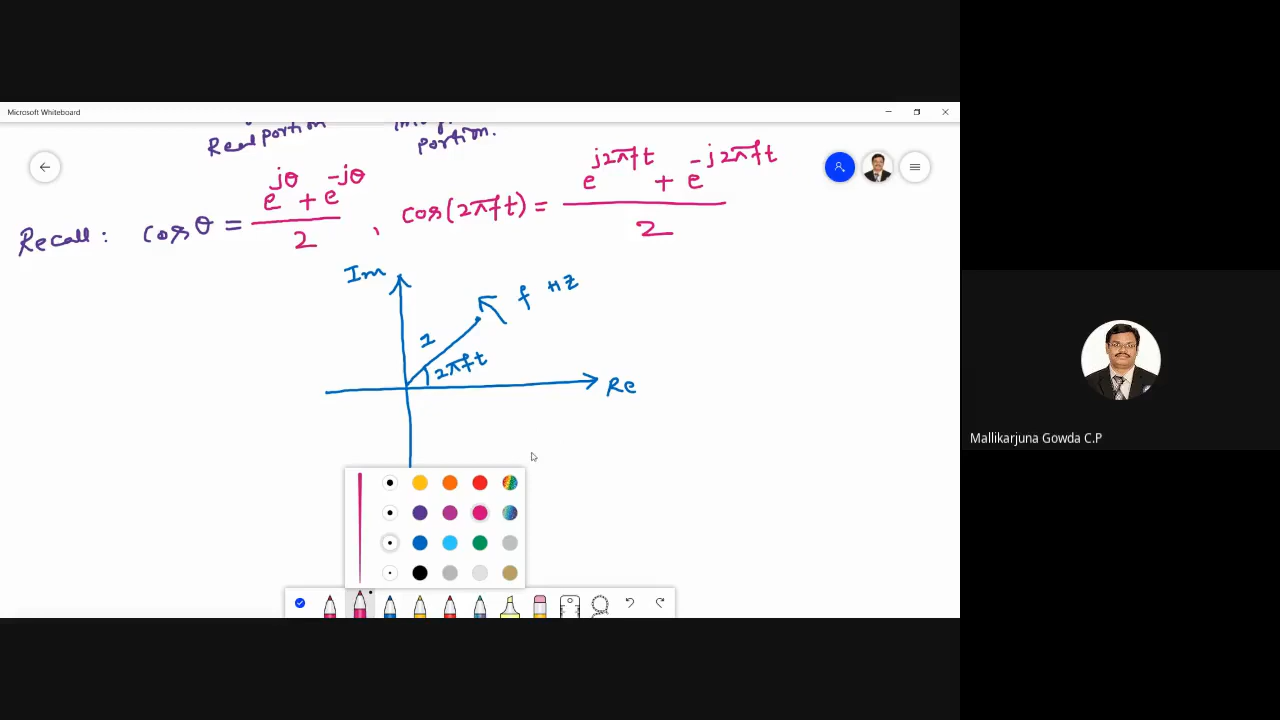 Microsoft Whiteboard
Real portion
portion.
Recall: cosθ = (e^{jθ} + e^{-jθ})/2 , cos(2πft) = (e^{j2πft} + e^{-j2πft})/2
Im
f Hz
1
2πft
Re
Mallikarjuna Gowda C.P